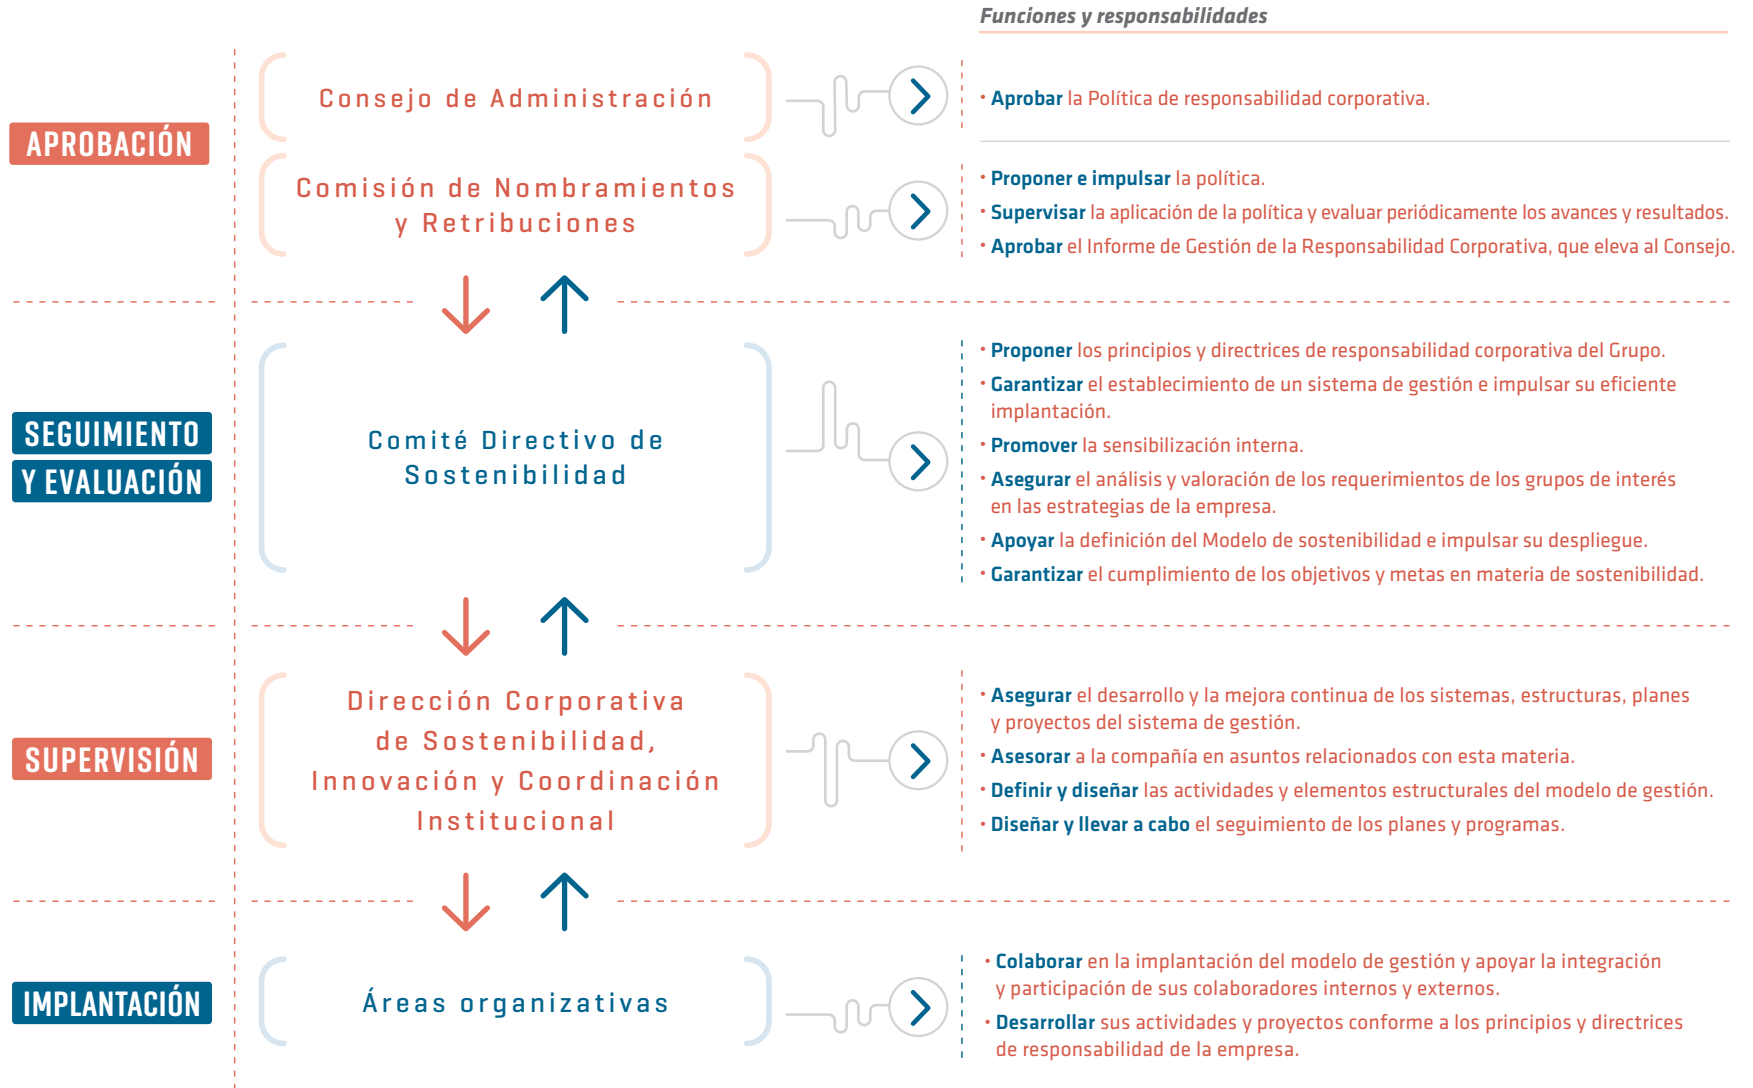 Funciones y responsabilidades
APROBACIÓN
Consejo de Administración
• Aprobar la Política de responsabilidad corporativa.
Comisión de Nombramientos
y Retribuciones
• Proponer e impulsar la política.
• Supervisar la aplicación de la política y evaluar periódicamente los avances y resultados.
• Aprobar el Informe de Gestión de la Responsabilidad Corporativa, que eleva al Consejo.
SEGUIMIENTO
Y EVALUACIÓN
Comité Directivo de
Sostenibilidad
• Proponer los principios y directrices de responsabilidad corporativa del Grupo.
• Garantizar el establecimiento de un sistema de gestión e impulsar su eficiente
implantación.
• Promover la sensibilización interna.
• Asegurar el análisis y valoración de los requerimientos de los grupos de interés
en las estrategias de la empresa.
• Apoyar la definición del Modelo de sostenibilidad e impulsar su despliegue.
• Garantizar el cumplimiento de los objetivos y metas en materia de sostenibilidad.
SUPERVISIÓN
Dirección Corporativa
de Sostenibilidad,
Innovación y Coordinación
Institucional
• Asegurar el desarrollo y la mejora continua de los sistemas, estructuras, planes
y proyectos del sistema de gestión.
• Asesorar a la compañía en asuntos relacionados con esta materia.
• Definir y diseñar las actividades y elementos estructurales del modelo de gestión.
• Diseñar y llevar a cabo el seguimiento de los planes y programas.
IMPLANTACIÓN
Áreas organizativas
• Colaborar en la implantación del modelo de gestión y apoyar la integración
y participación de sus colaboradores internos y externos.
• Desarrollar sus actividades y proyectos conforme a los principios y directrices
de responsabilidad de la empresa.